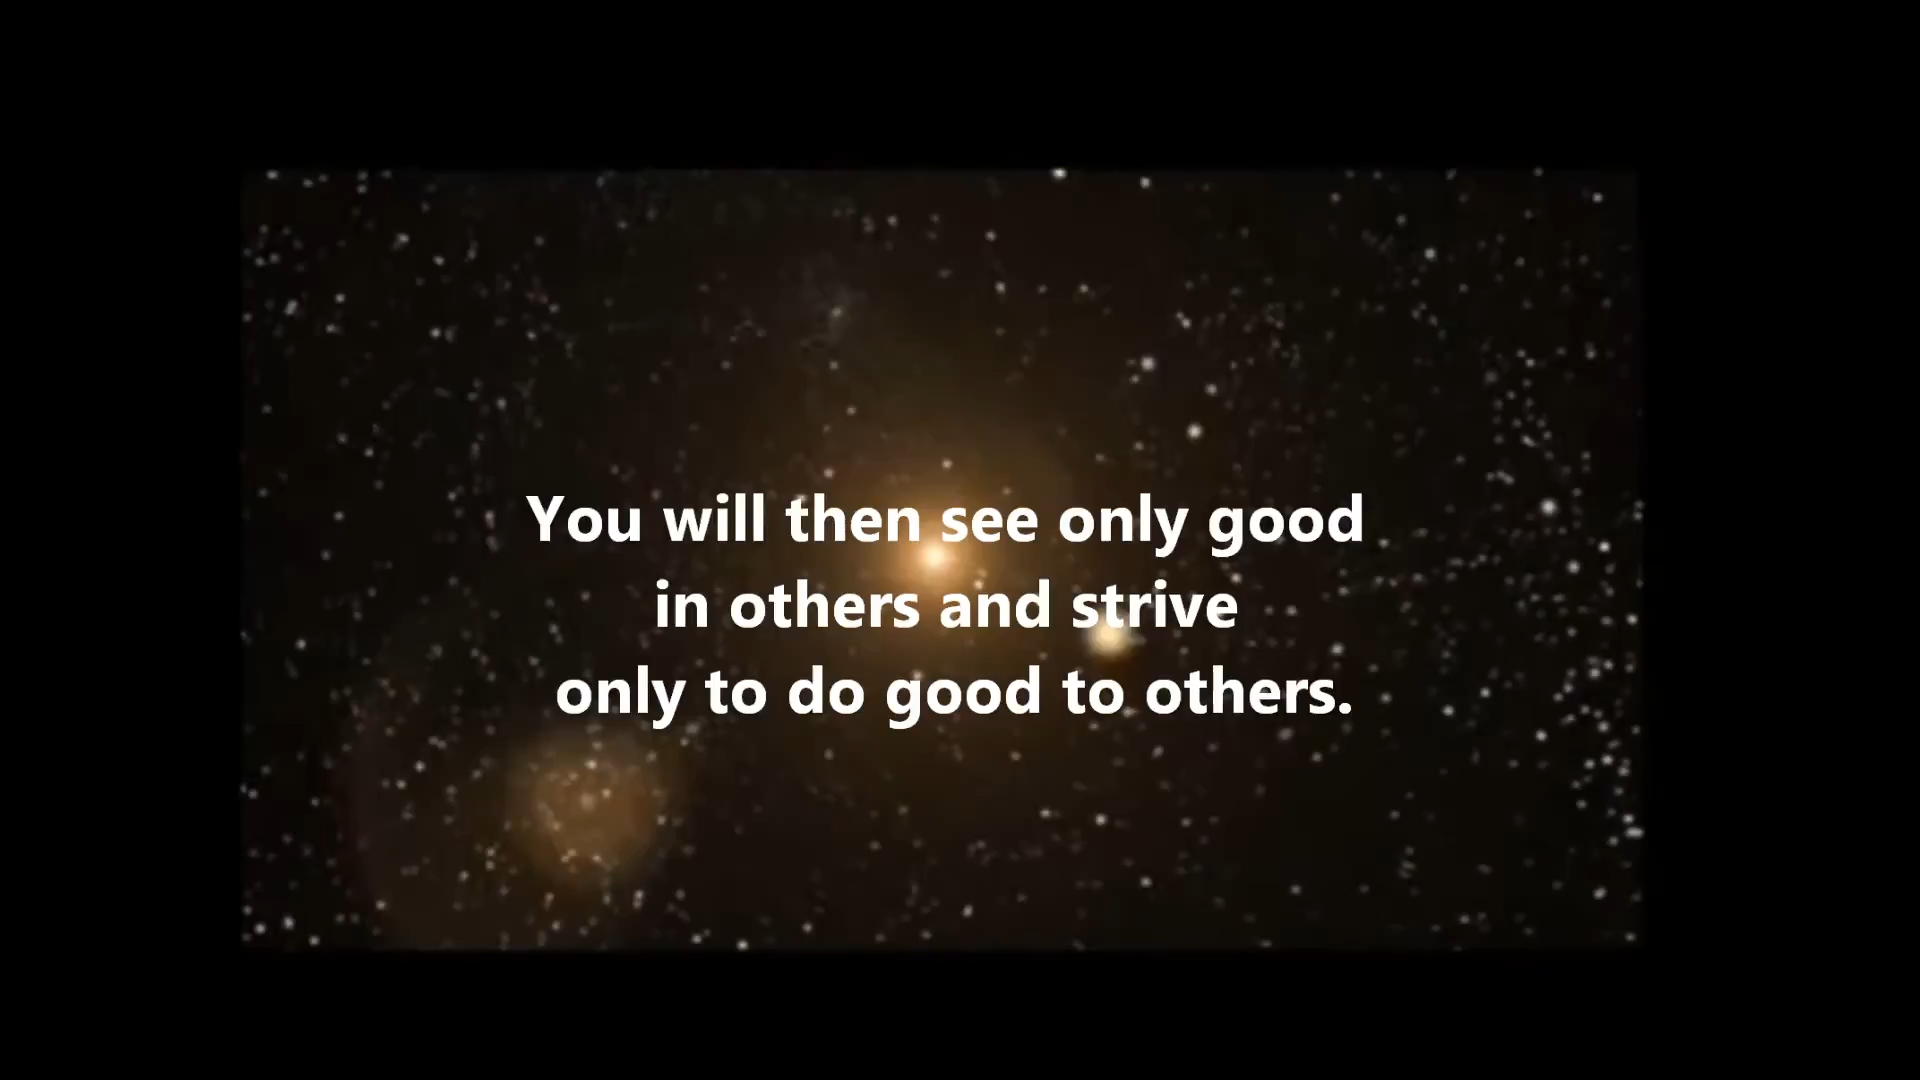 You will then see only good
in others and strive
only to do good to others.